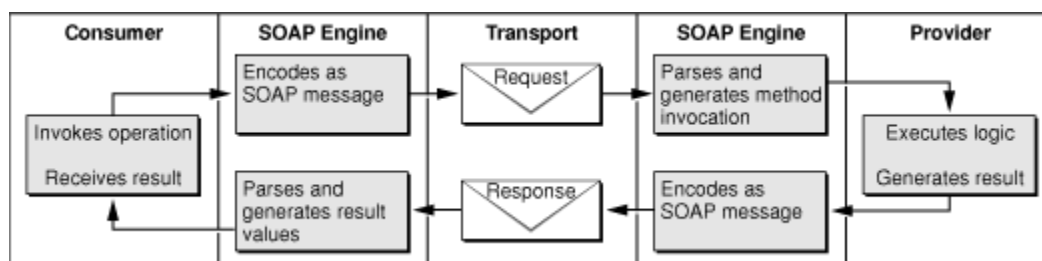 Consumer
SOAP Engine
Transport
SOAP Engine
Provider
Encodes as
SOAP message
Request
Parses and
generates method
invocation
Invokes operation
Receives result
Executes logic
Generates result
Parses and
generates result
values
Response
Encodes as
SOAP message